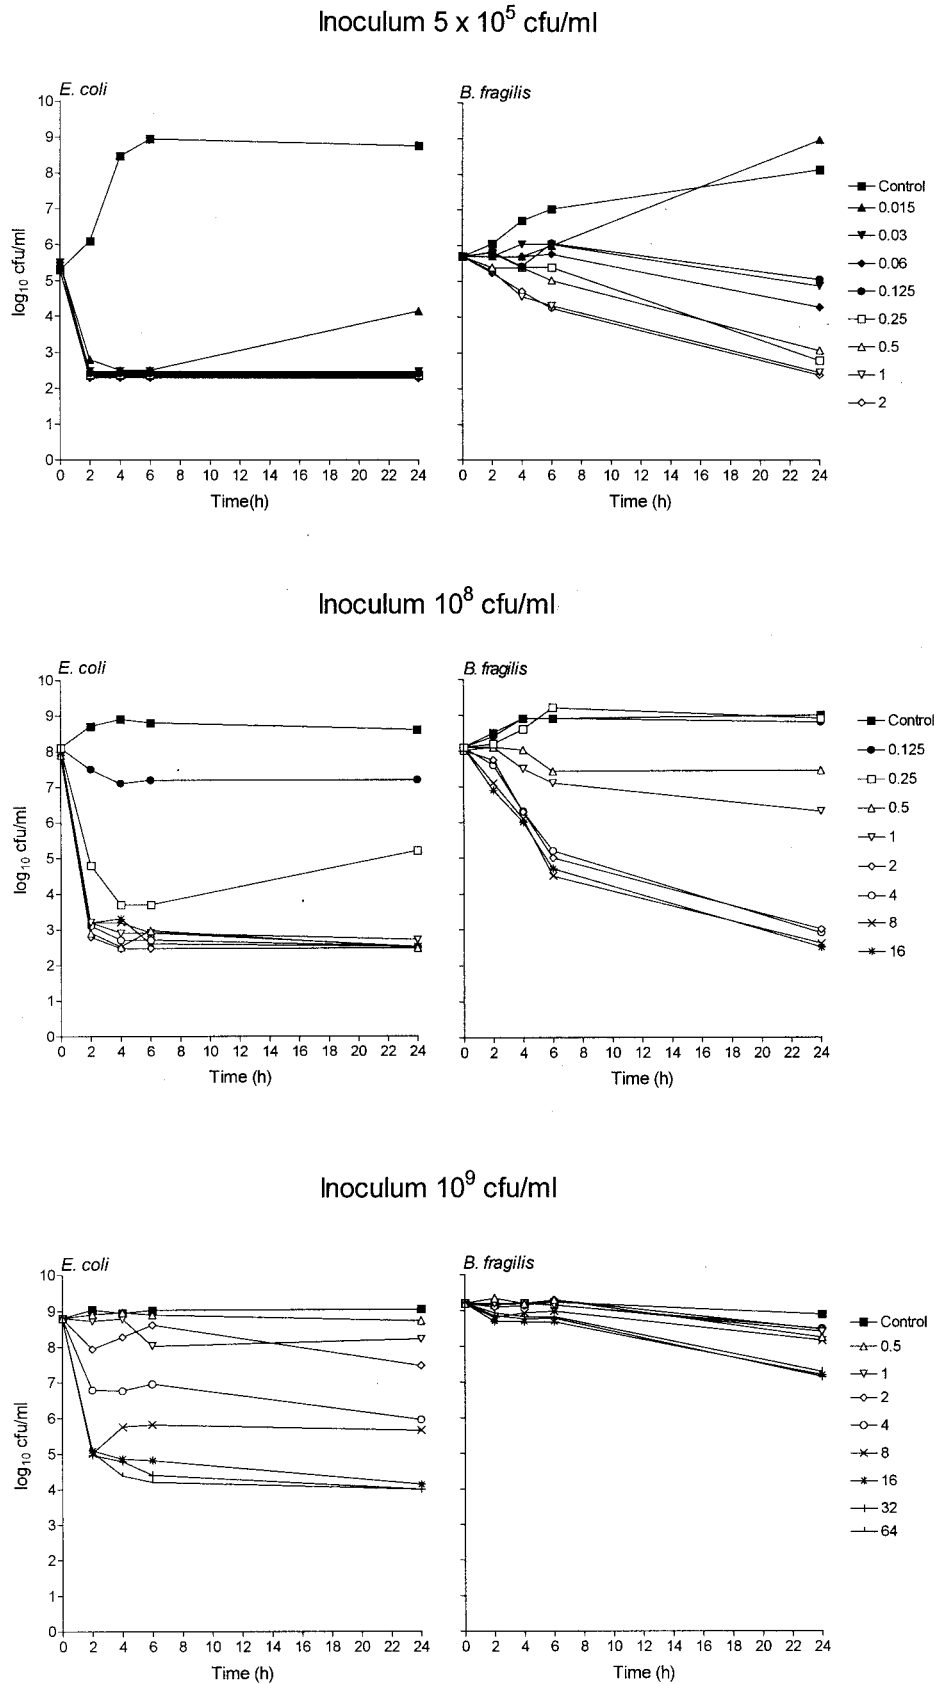 Inoculum 5 x 10⁵ cfu/ml
E. coli
B. fragilis
10
9
8
7
6
5
4
3
2
1
0
log₁₀ cfu/ml
0 2 4 6 8 10 12 14 16 18 20 22 24
0 2 4 6 8 10 12 14 16 18 20 22 24
Time(h)
Time (h)
Control
0.015
0.03
0.06
0.125
0.25
0.5
1
2
Inoculum 10⁸ cfu/ml
E. coli
B. fragilis
10
9
8
7
6
5
4
3
2
1
0
log₁₀ cfu/ml
0 2 4 6 8 10 12 14 16 18 20 22 24
0 2 4 6 8 10 12 14 16 18 20 22 24
Time (h)
Time (h)
Control
0.125
0.25
0.5
1
2
4
8
16
Inoculum 10⁹ cfu/ml
E. coli
B. fragilis
10
9
8
7
6
5
4
3
2
1
0
log₁₀ cfu/ml
0 2 4 6 8 10 12 14 16 18 20 22 24
0 2 4 6 8 10 12 14 16 18 20 22 24
Time (h)
Time (h)
Control
0.5
1
2
4
8
16
32
64